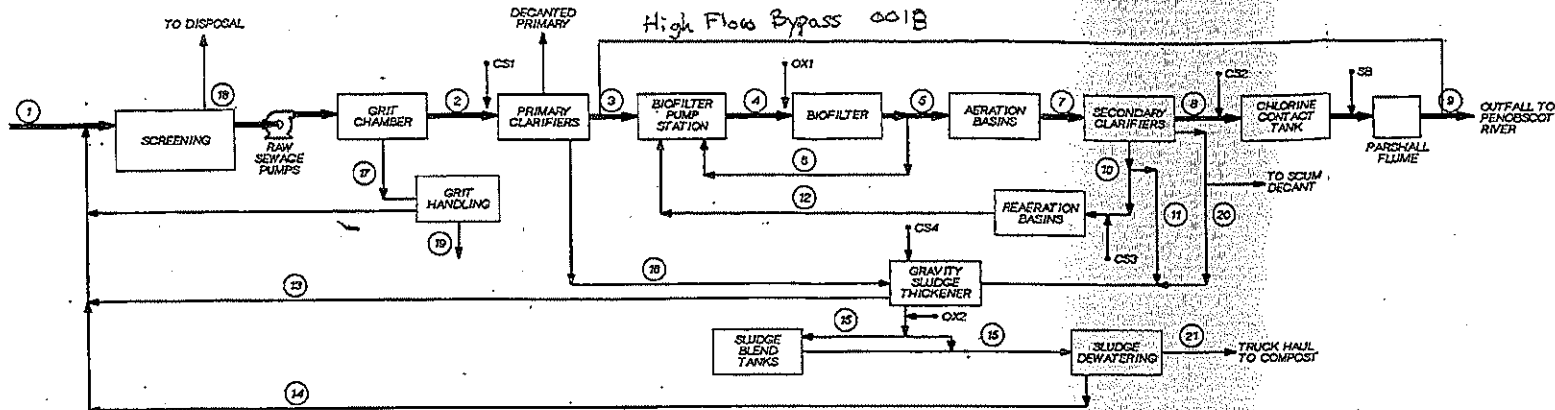 High Flow Bypass 001B
TO DISPOSAL
DECANTED
PRIMARY
CS1
OX1
CS2
SB
1
18
2
3
4
5
7
8
9
SCREENING
RAW
SEWAGE
PUMPS
GRIT
CHAMBER
PRIMARY
CLARIFIERS
BIOFILTER
PUMP
STATION
BIOFILTER
AERATION
BASINS
SECONDARY
CLARIFIERS
CHLORINE
CONTACT
TANK
PARSHALL
FLUME
OUTFALL TO
PENOBSCOT
RIVER
17
6
10
TO SCUM
DECANT
GRIT
HANDLING
12
REAERATION
BASINS
11
20
19
CS4
CS3
16
GRAVITY
SLUDGE
THICKENER
13
OX2
15
15
SLUDGE
BLEND
TANKS
SLUDGE
DEWATERING
21
TRUCK HAUL
TO COMPOST
14